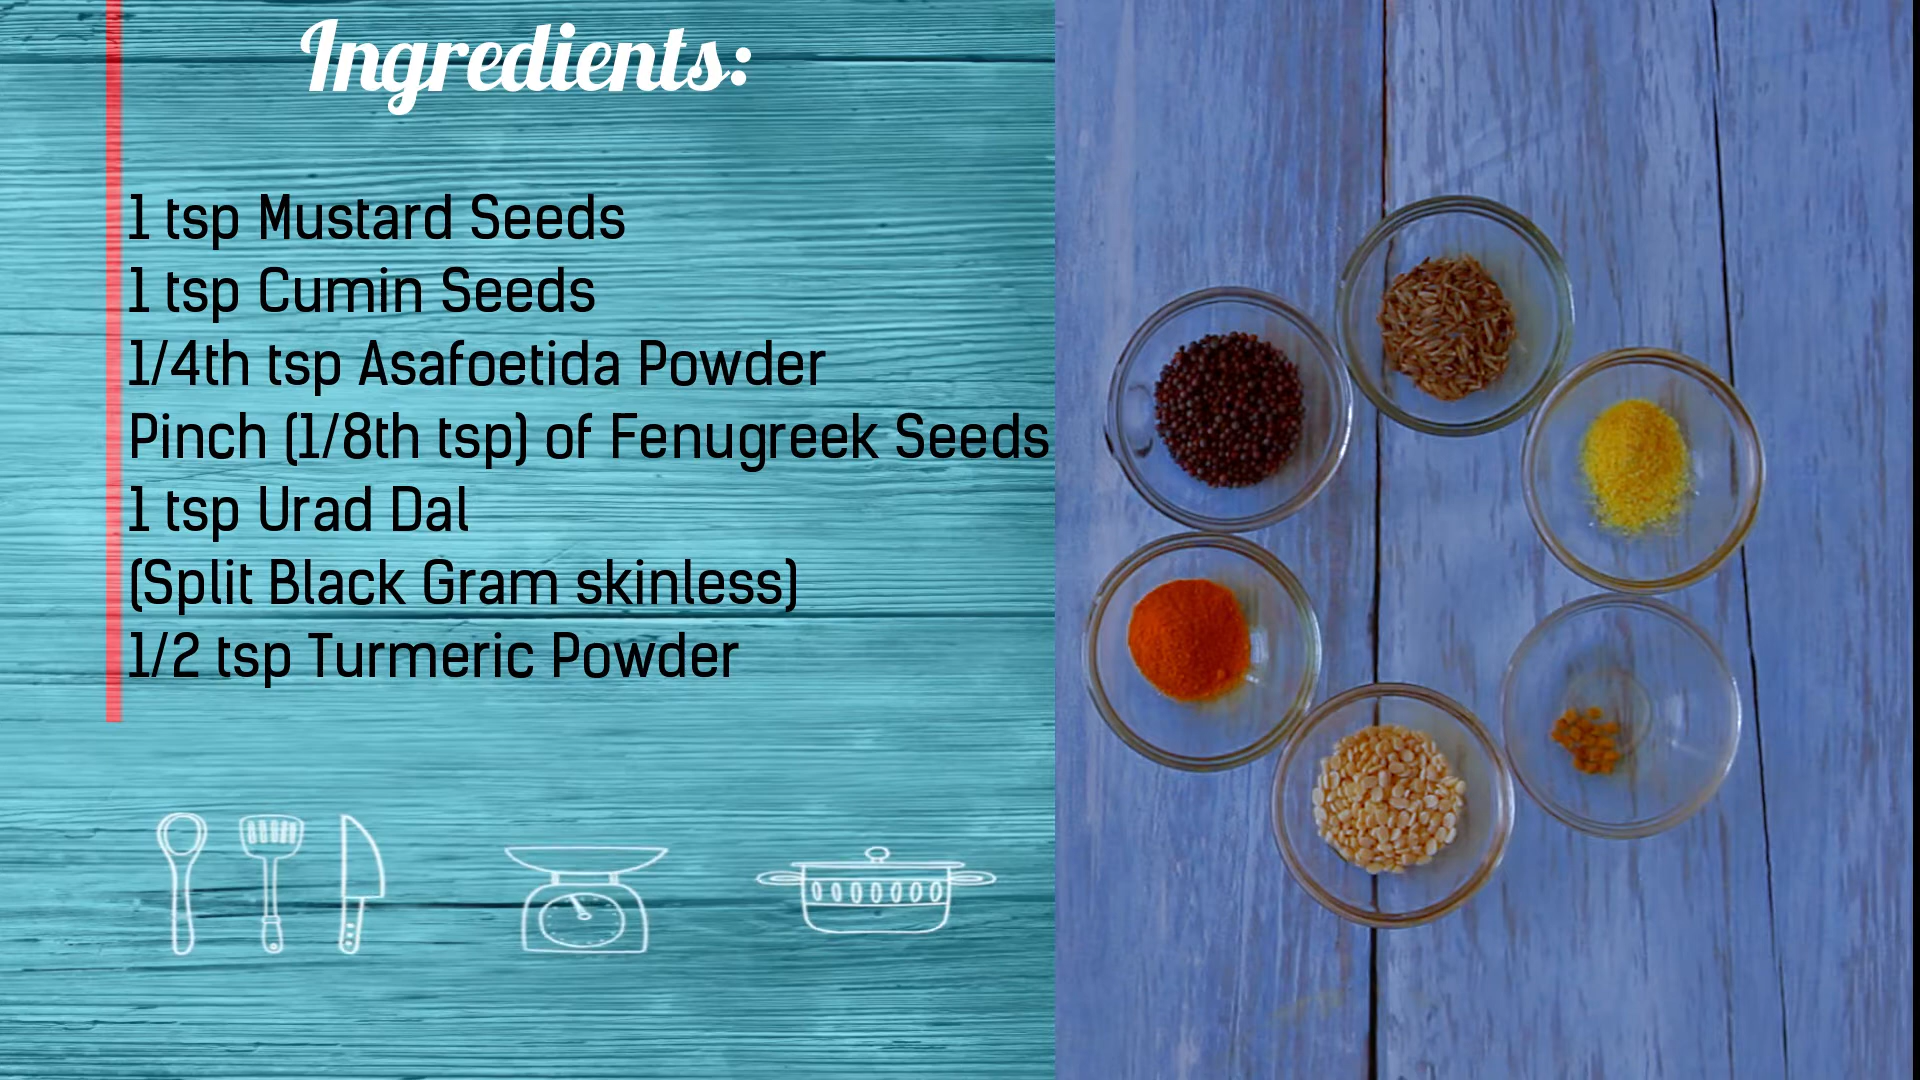 Ingredients:
1 tsp Mustard Seeds
1 tsp Cumin Seeds
1/4th tsp Asafoetida Powder
Pinch (1/8th tsp) of Fenugreek Seeds
1 tsp Urad Dal
(Split Black Gram skinless)
1/2 tsp Turmeric Powder